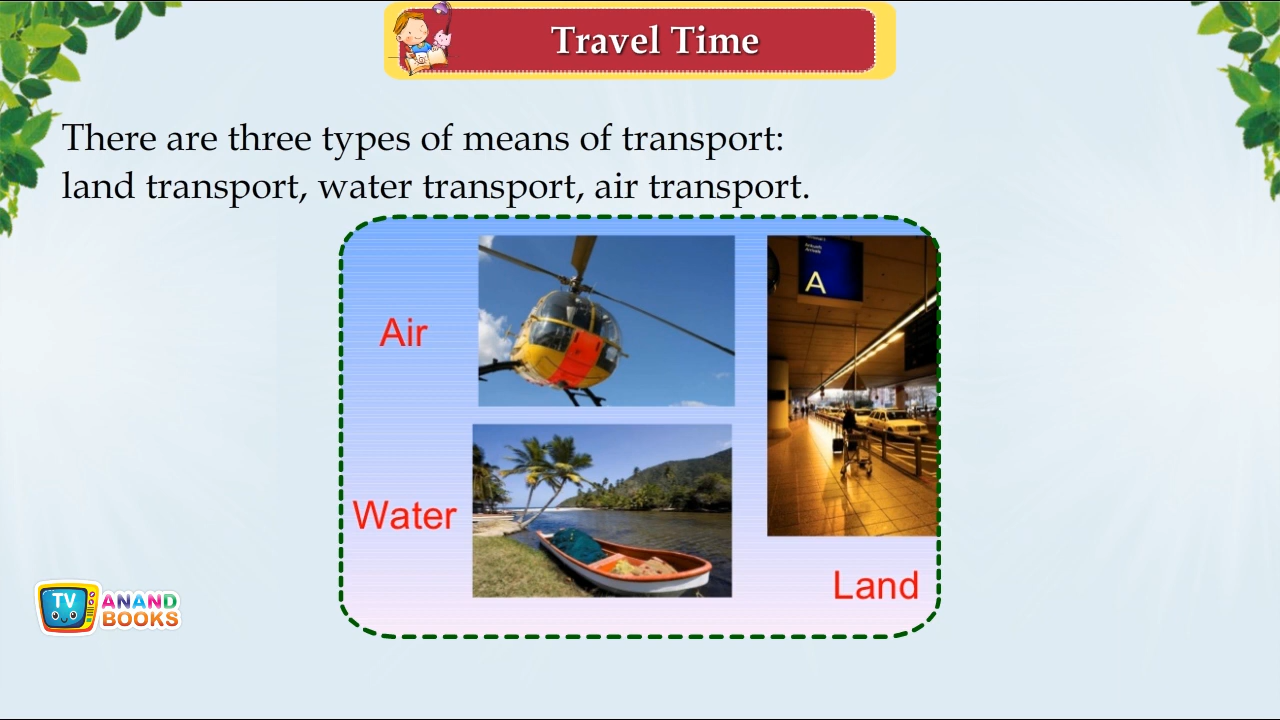 Travel Time
There are three types of means of transport:
land transport, water transport, air transport.
Air
A
Water
Land
TV
ANAND
BOOKS